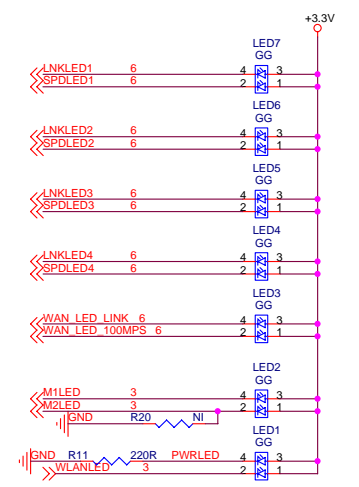 +3.3V
LED7
GG
LNKLED1 6 4 3
SPDLED1 6 2 1
LED6
GG
LNKLED2 6 4 3
SPDLED2 6 2 1
LED5
GG
LNKLED3 6 4 3
SPDLED3 6 2 1
LED4
GG
LNKLED4 6 4 3
SPDLED4 6 2 1
LED3
GG
WAN_LED_LINK 6 4 3
WAN_LED_100MPS 6 2 1
LED2
GG
M1LED 3 4 3
M2LED 3 2 1
GND R20 NI
LED1
GG
GND R11 220R PWRLED 4 3
WLANLED 3 2 1